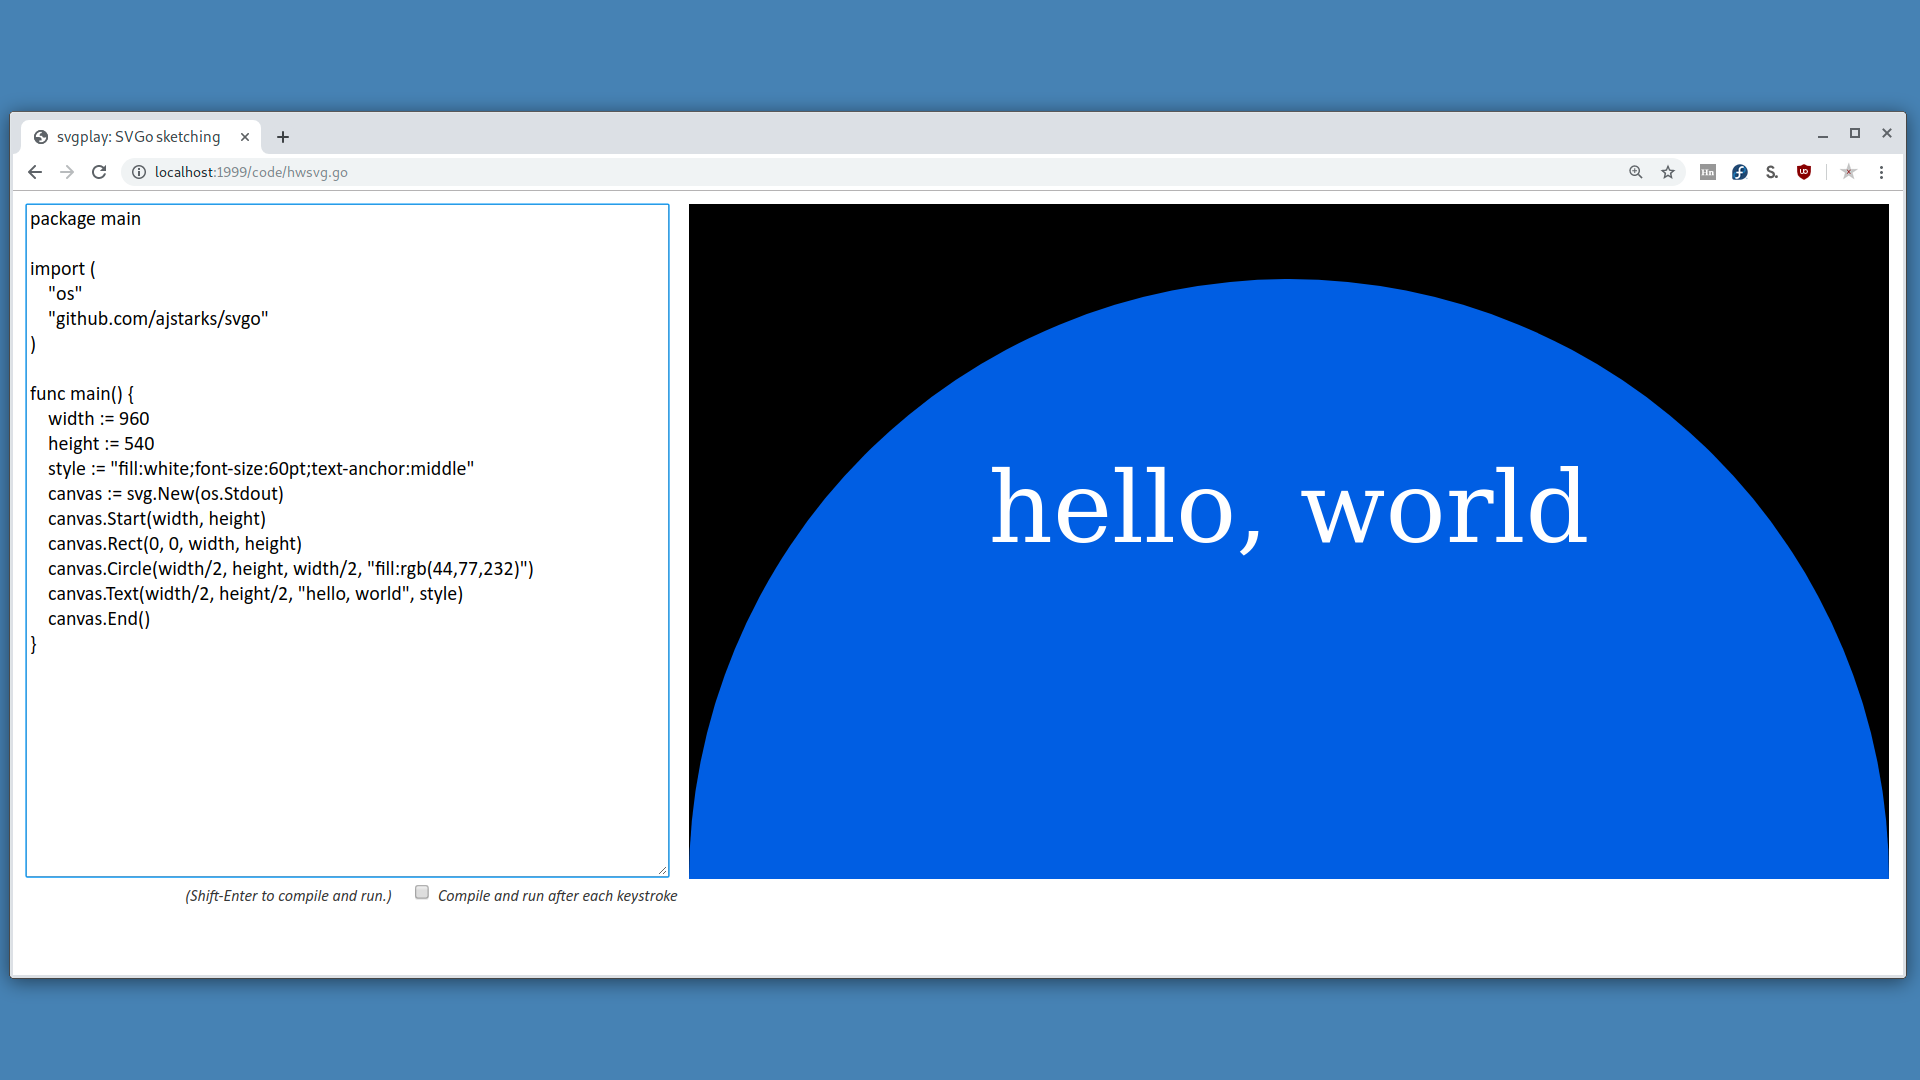 svgplay: SVGo sketching
localhost:1999/code/hwsvg.go
Hn
S.
package main
import (
"os"
"github.com/ajstarks/svgo"
)
func main() {
width := 960
height := 540
style := "fill:white;font-size:60pt;text-anchor:middle"
canvas := svg.New(os.Stdout)
canvas.Start(width, height)
canvas.Rect(0, 0, width, height)
canvas.Circle(width/2, height, width/2, "fill:rgb(44,77,232)")
canvas.Text(width/2, height/2, "hello, world", style)
canvas.End()
}
hello, world
(Shift-Enter to compile and run.)
Compile and run after each keystroke